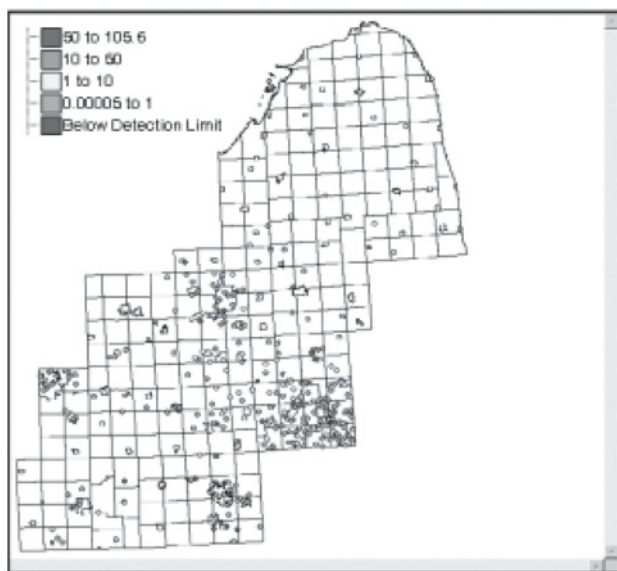 50 to 105.6
10 to 50
1 to 10
0.00005 to 1
Below Detection Limit